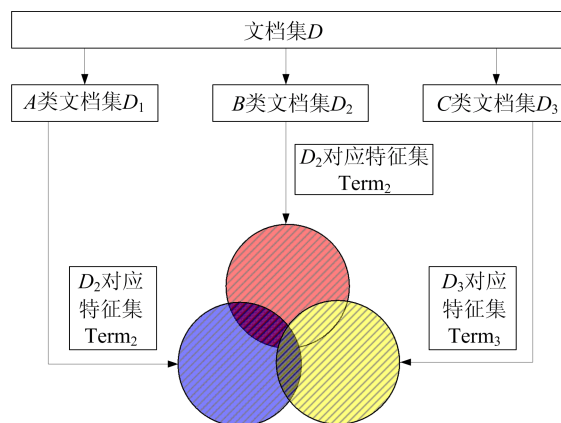 文档集D
A类文档集D₁
B类文档集D₂
C类文档集D₃
D₂对应特征集
Term₂
D₂对应
特征集
Term₂
D₃对应
特征集
Term₃